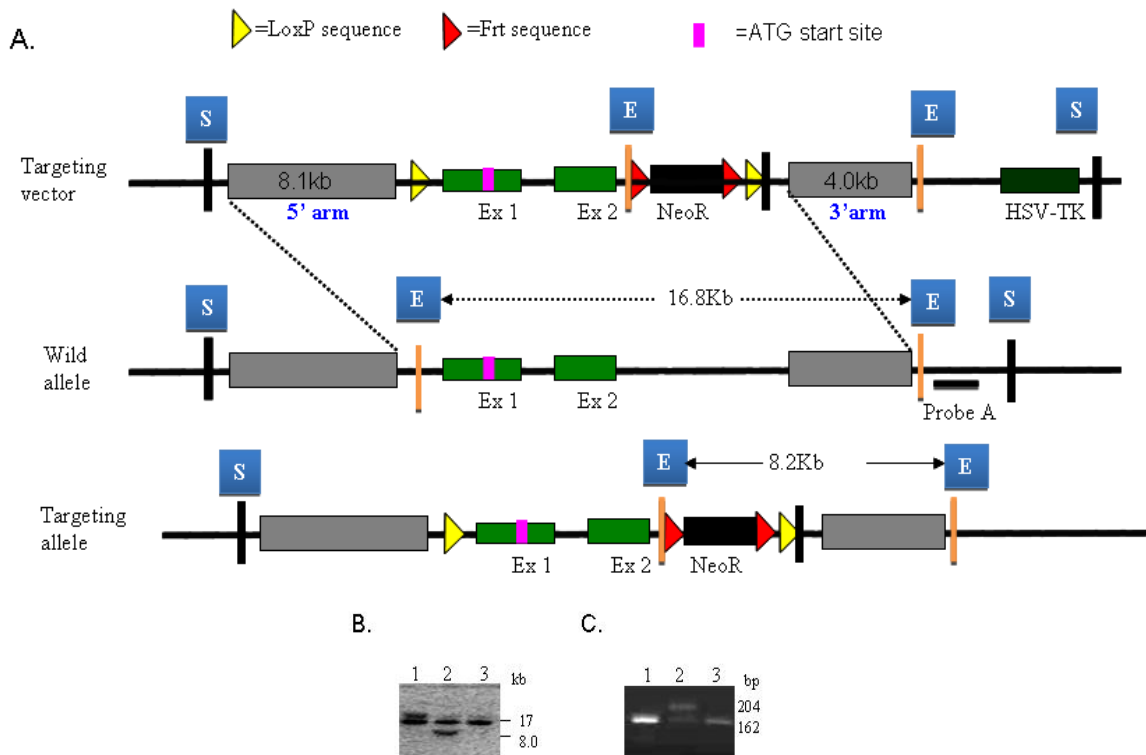 A.
=LoxP sequence =Frt sequence =ATG start site
S E E S
Targeting vector
8.1kb 4.0kb
5' arm Ex 1 Ex 2 NeoR 3'arm HSV-TK
S E 16.8Kb E S
Wild allele
Ex 1 Ex 2 Probe A
S E 8.2Kb E
Targeting allele
Ex 1 Ex 2 NeoR
B. C.
1 2 3 kb 1 2 3 bp
17 204
8.0 162